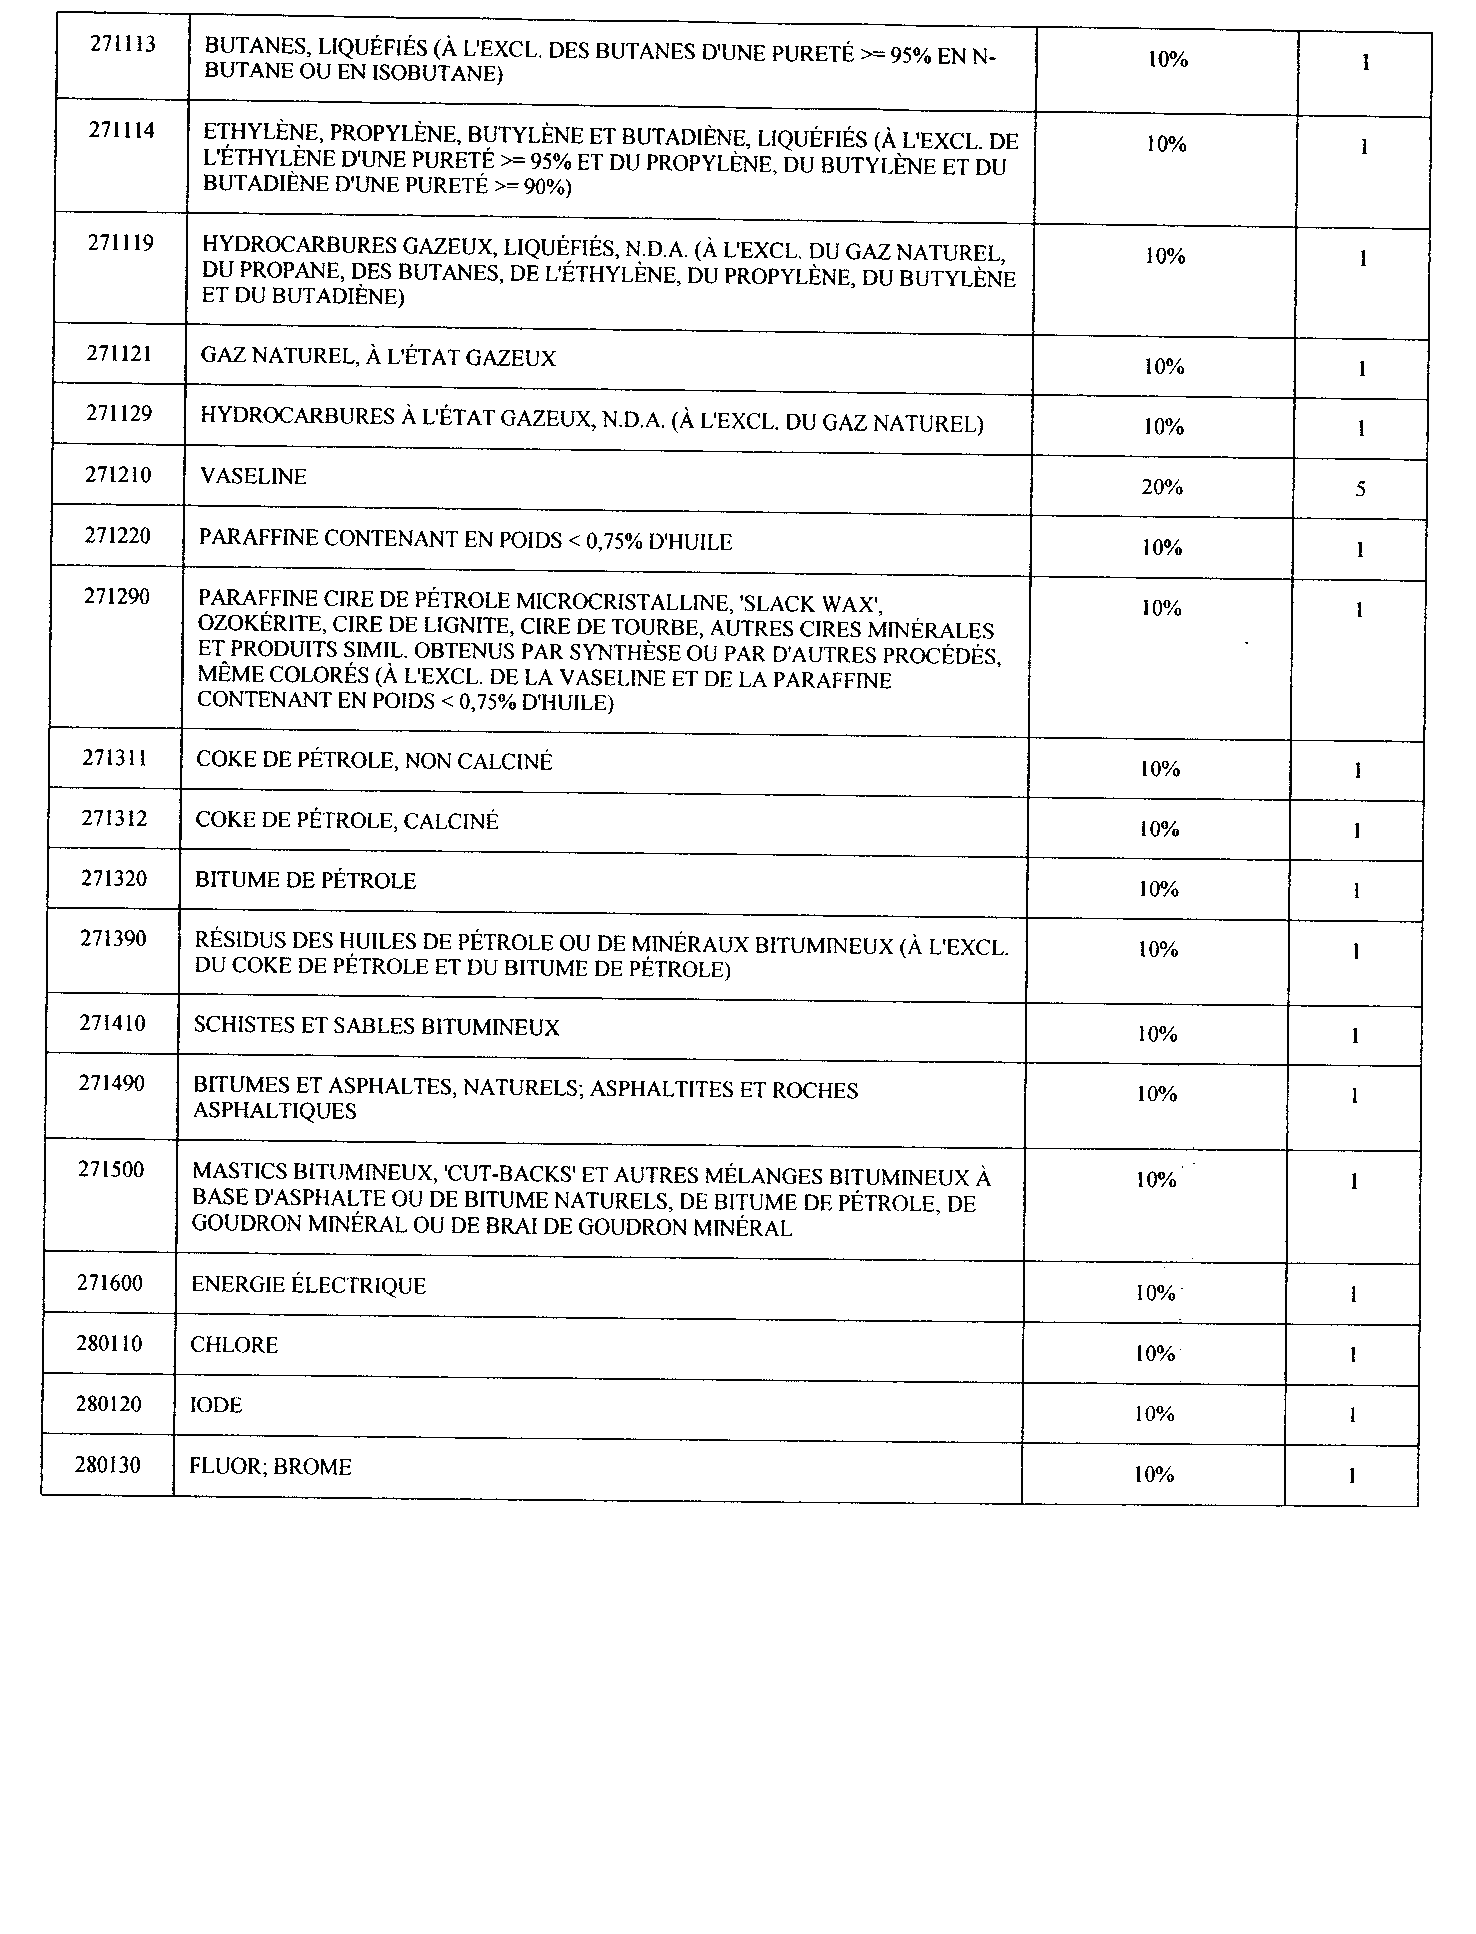 271113 BUTANES, LIQUÉFIÉS (À L'EXCL. DES BUTANES D'UNE PURETÉ >= 95% EN N- 10% 1
BUTANE OU EN ISOBUTANE)
271114 ETHYLÈNE, PROPYLÈNE, BUTYLÈNE ET BUTADIÈNE, LIQUÉFIÉS (À L'EXCL. DE 10% 1
L'ÉTHYLÈNE D'UNE PURETÉ >= 95% ET DU PROPYLÈNE, DU BUTYLÈNE ET DU
BUTADIÈNE D'UNE PURETÉ >= 90%)
271119 HYDROCARBURES GAZEUX, LIQUÉFIÉS, N.D.A. (À L'EXCL. DU GAZ NATUREL, 10% 1
DU PROPANE, DES BUTANES, DE L'ÉTHYLÈNE, DU PROPYLÈNE, DU BUTYLÈNE
ET DU BUTADIÈNE)
271121 GAZ NATUREL, À L'ÉTAT GAZEUX 10% 1
271129 HYDROCARBURES À L'ÉTAT GAZEUX, N.D.A. (À L'EXCL. DU GAZ NATUREL) 10% 1
271210 VASELINE 20% 5
271220 PARAFFINE CONTENANT EN POIDS < 0,75% D'HUILE 10% 1
271290 PARAFFINE CIRE DE PÉTROLE MICROCRISTALLINE, 'SLACK WAX', 10% 1
OZOKÉRITE, CIRE DE LIGNITE, CIRE DE TOURBE, AUTRES CIRES MINÉRALES
ET PRODUITS SIMIL. OBTENUS PAR SYNTHÈSE OU PAR D'AUTRES PROCÉDÉS,
MÊME COLORÉS (À L'EXCL. DE LA VASELINE ET DE LA PARAFFINE
CONTENANT EN POIDS < 0,75% D'HUILE)
271311 COKE DE PÉTROLE, NON CALCINÉ 10% 1
271312 COKE DE PÉTROLE, CALCINÉ 10% 1
271320 BITUME DE PÉTROLE 10% 1
271390 RÉSIDUS DES HUILES DE PÉTROLE OU DE MINÉRAUX BITUMINEUX (À L'EXCL. 10% 1
DU COKE DE PÉTROLE ET DU BITUME DE PÉTROLE)
271410 SCHISTES ET SABLES BITUMINEUX 10% 1
271490 BITUMES ET ASPHALTES, NATURELS; ASPHALTITES ET ROCHES 10% 1
ASPHALTIQUES
271500 MASTICS BITUMINEUX, 'CUT-BACKS' ET AUTRES MÉLANGES BITUMINEUX À 10% 1
BASE D'ASPHALTE OU DE BITUME NATURELS, DE BITUME DE PÉTROLE, DE
GOUDRON MINÉRAL OU DE BRAI DE GOUDRON MINÉRAL
271600 ENERGIE ÉLECTRIQUE 10% 1
280110 CHLORE 10% 1
280120 IODE 10% 1
280130 FLUOR; BROME 10% 1